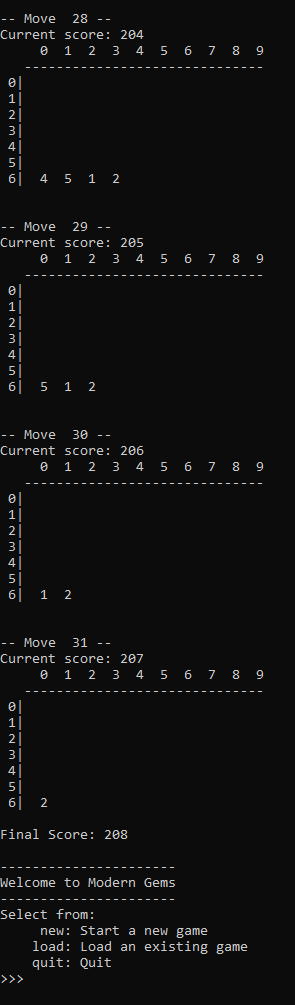 -- Move  28 --
Current score: 204
     0  1  2  3  4  5  6  7  8  9
   ------------------------------
 0|
 1|
 2|
 3|
 4|
 5|
 6|  4  5  1  2
-- Move  29 --
Current score: 205
     0  1  2  3  4  5  6  7  8  9
   ------------------------------
 0|
 1|
 2|
 3|
 4|
 5|
 6|  5  1  2
-- Move  30 --
Current score: 206
     0  1  2  3  4  5  6  7  8  9
   ------------------------------
 0|
 1|
 2|
 3|
 4|
 5|
 6|  1  2
-- Move  31 --
Current score: 207
     0  1  2  3  4  5  6  7  8  9
   ------------------------------
 0|
 1|
 2|
 3|
 4|
 5|
 6|  2
Final Score: 208
----------------------
Welcome to Modern Gems
----------------------
Select from:
     new: Start a new game
    load: Load an existing game
    quit: Quit
>>>